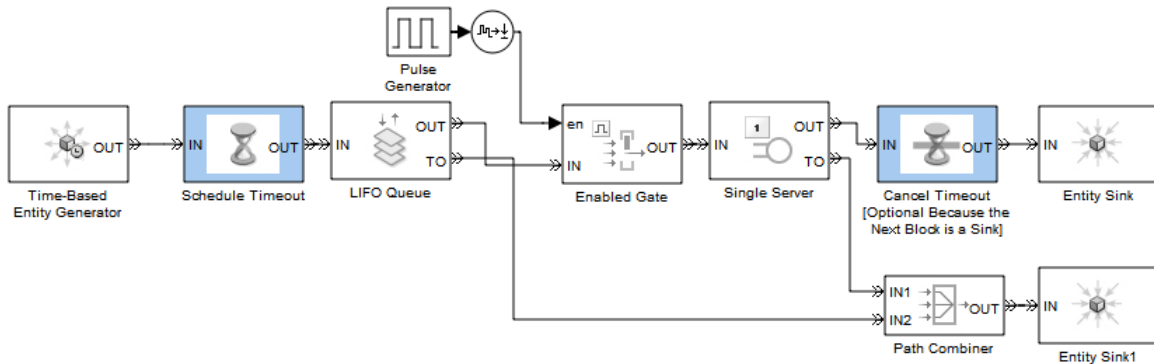 Pulse
Generator
OUT
Time-Based
Entity Generator
IN
OUT
Schedule Timeout
IN
OUT
TO
LIFO Queue
en
IN
OUT
Enabled Gate
IN
1
OUT
TO
Single Server
IN
OUT
Cancel Timeout
[Optional Because the
Next Block is a Sink]
IN
Entity Sink
IN1
IN2
OUT
Path Combiner
IN
Entity Sink1